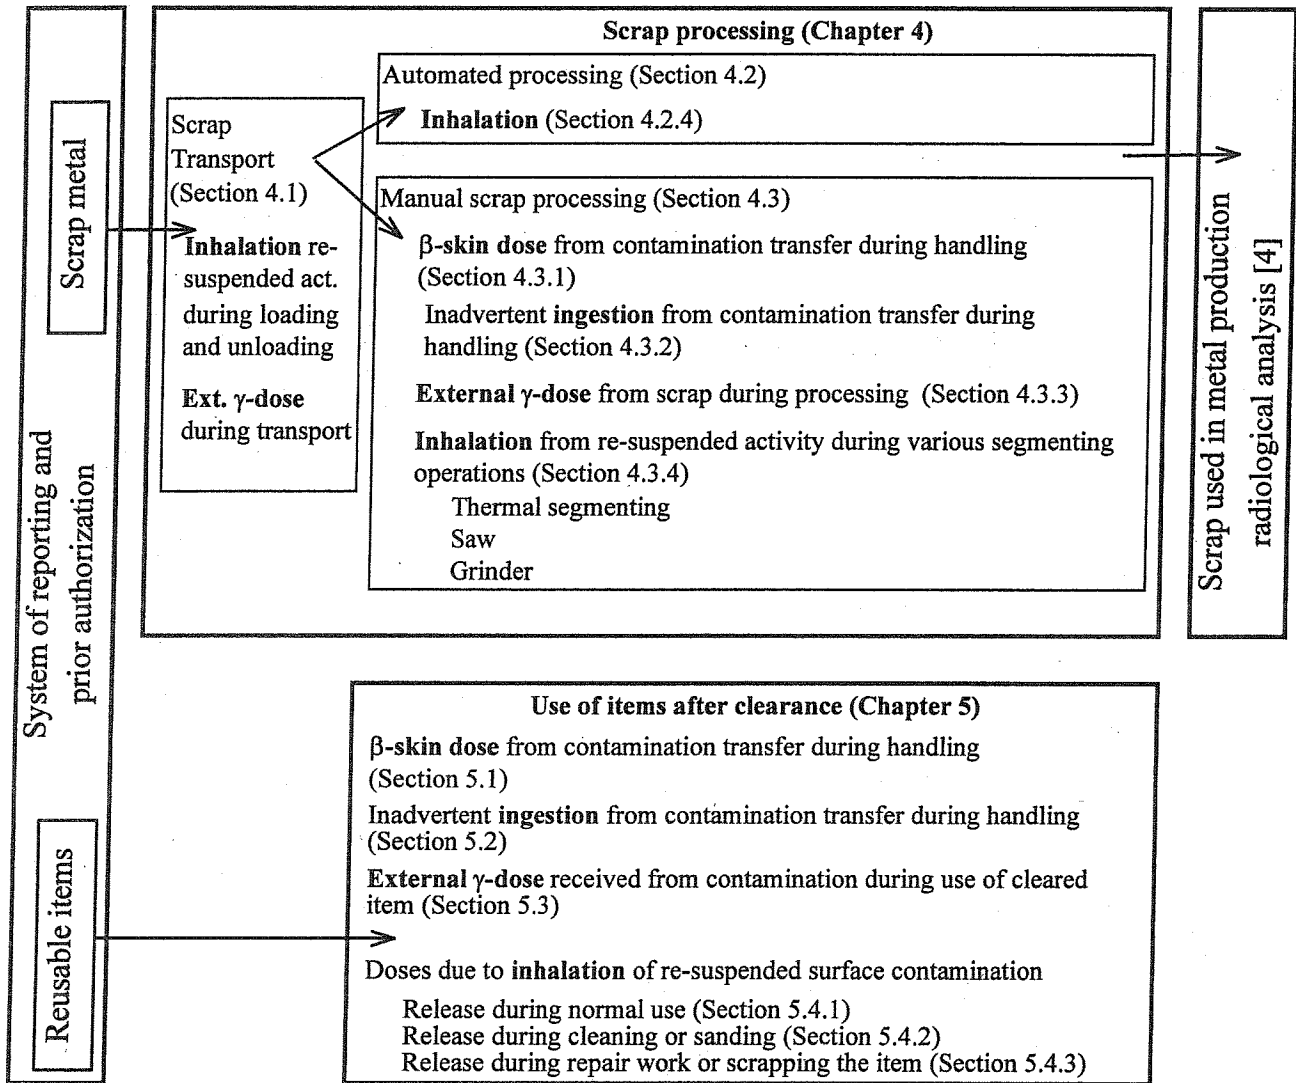 System of reporting and
prior authorization
Scrap metal
Reusable items
Scrap processing (Chapter 4)
Scrap
Transport
(Section 4.1)
Inhalation re-
suspended act.
during loading
and unloading
Ext. γ-dose
during transport
Automated processing (Section 4.2)
Inhalation (Section 4.2.4)
Manual scrap processing (Section 4.3)
β-skin dose from contamination transfer during handling
(Section 4.3.1)
Inadvertent ingestion from contamination transfer during
handling (Section 4.3.2)
External γ-dose from scrap during processing (Section 4.3.3)
Inhalation from re-suspended activity during various segmenting
operations (Section 4.3.4)
Thermal segmenting
Saw
Grinder
Scrap used in metal production
radiological analysis [4]
Use of items after clearance (Chapter 5)
β-skin dose from contamination transfer during handling
(Section 5.1)
Inadvertent ingestion from contamination transfer during handling
(Section 5.2)
External γ-dose received from contamination during use of cleared
item (Section 5.3)
Doses due to inhalation of re-suspended surface contamination
Release during normal use (Section 5.4.1)
Release during cleaning or sanding (Section 5.4.2)
Release during repair work or scrapping the item (Section 5.4.3)